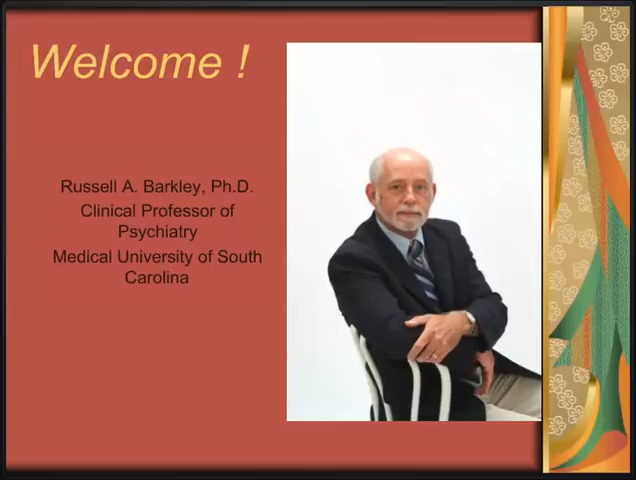 Welcome !
Russell A. Barkley, Ph.D.
Clinical Professor of
Psychiatry
Medical University of South
Carolina